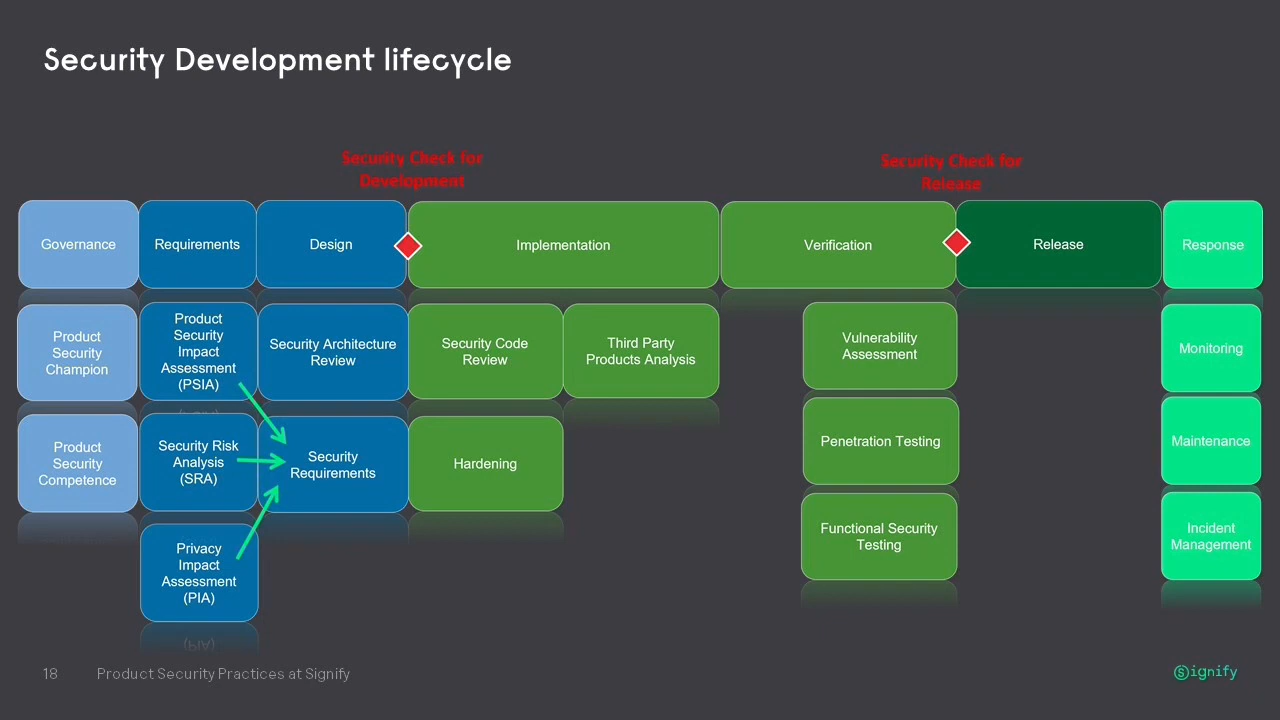 Security Development lifecycle
Security Check for
Development
Security Check for
Release
Governance
Requirements
Design
Implementation
Verification
Release
Response
Product
Security
Champion
Product
Security
Impact
Assessment
(PSIA)
Security Architecture
Review
Security Code
Review
Third Party
Products Analysis
Vulnerability
Assessment
Monitoring
Product
Security
Competence
Security Risk
Analysis
(SRA)
Security
Requirements
Hardening
Penetration Testing
Maintenance
Privacy
Impact
Assessment
(PIA)
Functional Security
Testing
Incident
Management
18
Product Security Practices at Signify
Signify